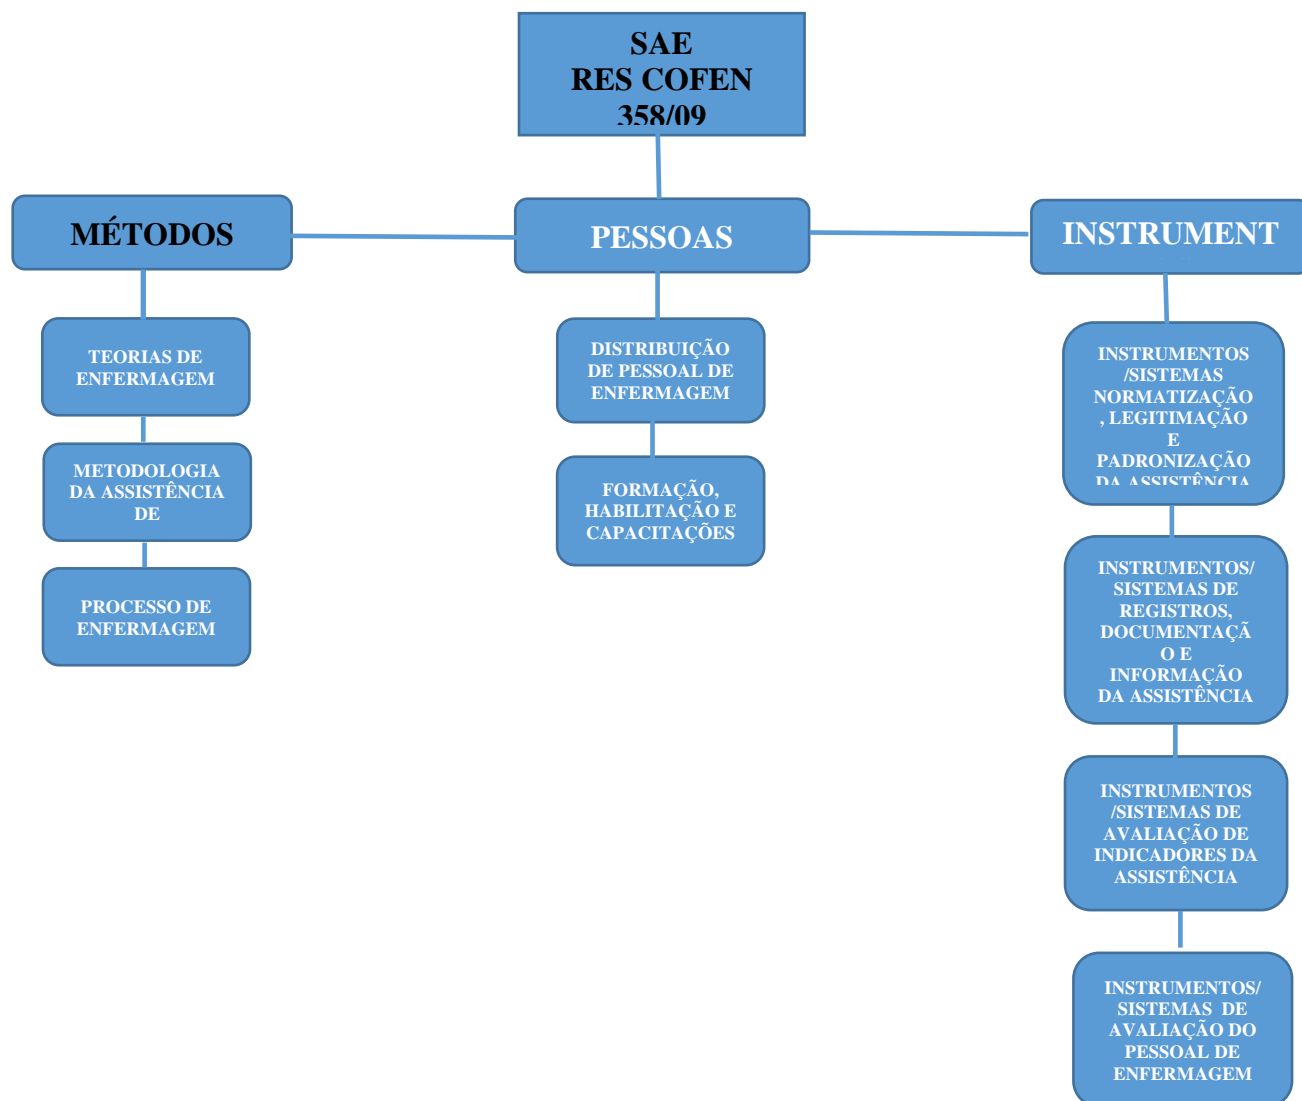 SAE
RES COFEN
358/09
MÉTODOS
PESSOAS
INSTRUMENT
TEORIAS DE
ENFERMAGEM
METODOLOGIA
DA ASSISTÊNCIA
DE
PROCESSO DE
ENFERMAGEM
DISTRIBUIÇÃO
DE PESSOAL DE
ENFERMAGEM
FORMAÇÃO,
HABILITAÇÃO E
CAPACITAÇÕES
INSTRUMENTOS
/SISTEMAS
NORMATIZAÇÃO
, LEGITIMAÇÃO
E
PADRONIZAÇÃO
DA ASSISTÊNCIA
INSTRUMENTOS/
SISTEMAS DE
REGISTROS,
DOCUMENTAÇÃ
O E
INFORMAÇÃO
DA ASSISTÊNCIA
INSTRUMENTOS
/SISTEMAS DE
AVALIAÇÃO DE
INDICADORES DA
ASSISTÊNCIA
INSTRUMENTOS/
SISTEMAS  DE
AVALIAÇÃO DO
PESSOAL DE
ENFERMAGEM